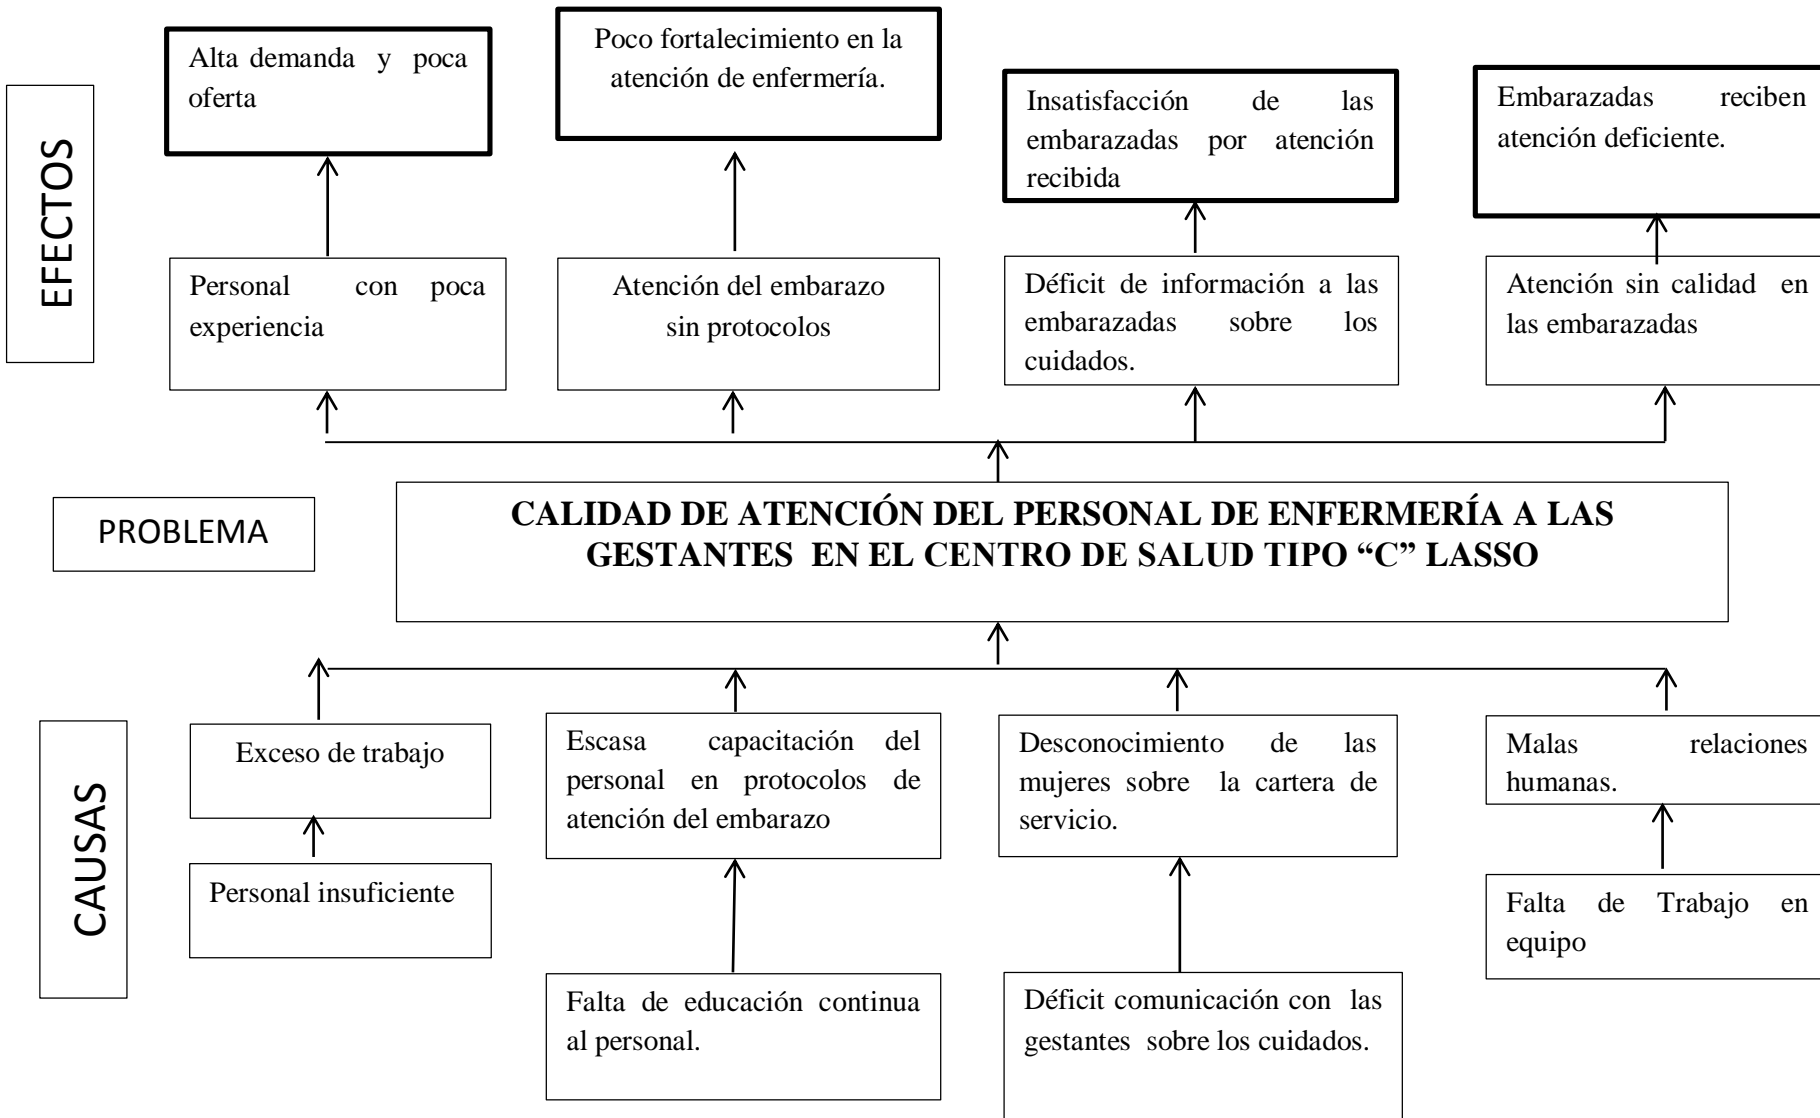 Alta demanda y poca
oferta
Poco fortalecimiento en la
atención de enfermería.
Insatisfacción de las
embarazadas por atención
recibida
Embarazadas reciben
atención deficiente.
EFECTOS
Personal con poca
experiencia
Atención del embarazo
sin protocolos
Déficit de información a las
embarazadas sobre los
cuidados.
Atención sin calidad en
las embarazadas
PROBLEMA
CALIDAD DE ATENCIÓN DEL PERSONAL DE ENFERMERÍA A LAS
GESTANTES EN EL CENTRO DE SALUD TIPO “C” LASSO
CAUSAS
Exceso de trabajo
Escasa capacitación del
personal en protocolos de
atención del embarazo
Desconocimiento de las
mujeres sobre la cartera de
servicio.
Malas relaciones
humanas.
Personal insuficiente
Falta de educación continua
al personal.
Déficit comunicación con las
gestantes sobre los cuidados.
Falta de Trabajo en
equipo